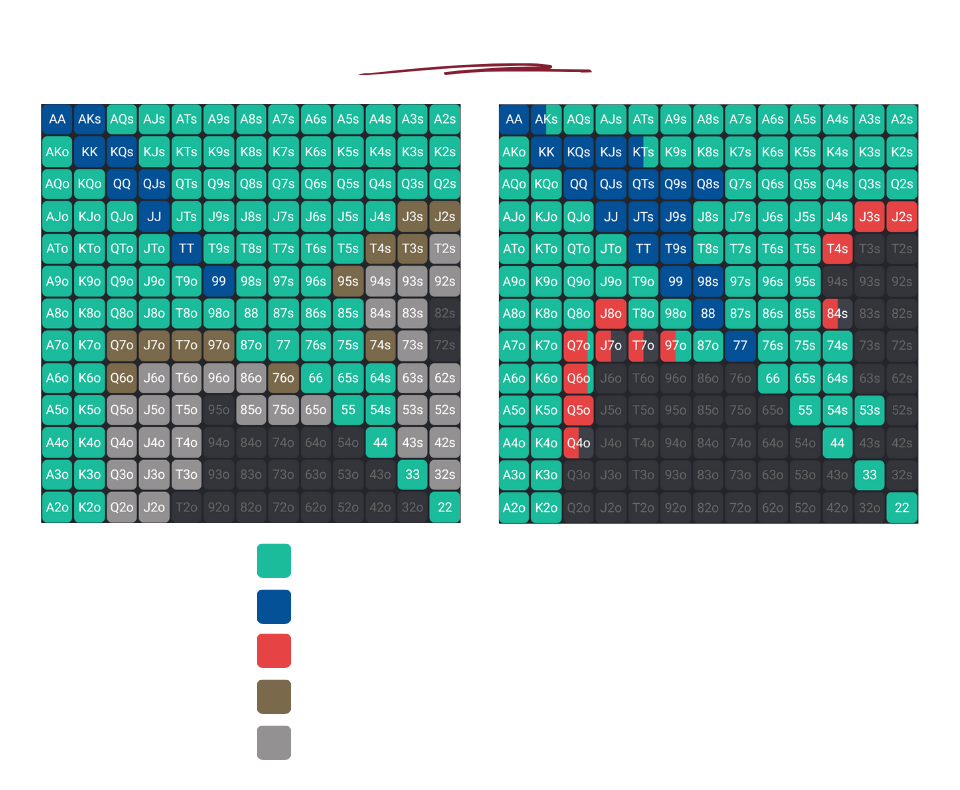 AA AKs AQs AJs ATs A9s A8s A7s A6s A5s A4s A3s A2s
AKo KK KQs KJs KTs K9s K8s K7s K6s K5s K4s K3s K2s
AQo KQo QQ QJs QTs Q9s Q8s Q7s Q6s Q5s Q4s Q3s Q2s
AJo KJo QJo JJ JTs J9s J8s J7s J6s J5s J4s J3s J2s
ATo KTo QTo JTo TT T9s T8s T7s T6s T5s T4s T3s T2s
A9o K9o Q9o J9o T9o 99 98s 97s 96s 95s 94s 93s 92s
A8o K8o Q8o J8o T8o 98o 88 87s 86s 85s 84s 83s 82s
A7o K7o Q7o J7o T7o 97o 87o 77 76s 75s 74s 73s 72s
A6o K6o Q6o J6o T6o 96o 86o 76o 66 65s 64s 63s 62s
A5o K5o Q5o J5o T5o 95o 85o 75o 65o 55 54s 53s 52s
A4o K4o Q4o J4o T4o 94o 84o 74o 64o 54o 44 43s 42s
A3o K3o Q3o J3o T3o 93o 83o 73o 63o 53o 43o 33 32s
A2o K2o Q2o J2o T2o 92o 82o 72o 62o 52o 42o 32o 22
AA AKs AQs AJs ATs A9s A8s A7s A6s A5s A4s A3s A2s
AKo KK KQs KJs KTs K9s K8s K7s K6s K5s K4s K3s K2s
AQo KQo QQ QJs QTs Q9s Q8s Q7s Q6s Q5s Q4s Q3s Q2s
AJo KJo QJo JJ JTs J9s J8s J7s J6s J5s J4s J3s J2s
ATo KTo QTo JTo TT T9s T8s T7s T6s T5s T4s T3s T2s
A9o K9o Q9o J9o T9o 99 98s 97s 96s 95s 94s 93s 92s
A8o K8o Q8o J8o T8o 98o 88 87s 86s 85s 84s 83s 82s
A7o K7o Q7o J7o T7o 97o 87o 77 76s 75s 74s 73s 72s
A6o K6o Q6o J6o T6o 96o 86o 76o 66 65s 64s 63s 62s
A5o K5o Q5o J5o T5o 95o 85o 75o 65o 55 54s 53s 52s
A4o K4o Q4o J4o T4o 94o 84o 74o 64o 54o 44 43s 42s
A3o K3o Q3o J3o T3o 93o 83o 73o 63o 53o 43o 33 32s
A2o K2o Q2o J2o T2o 92o 82o 72o 62o 52o 42o 32o 22